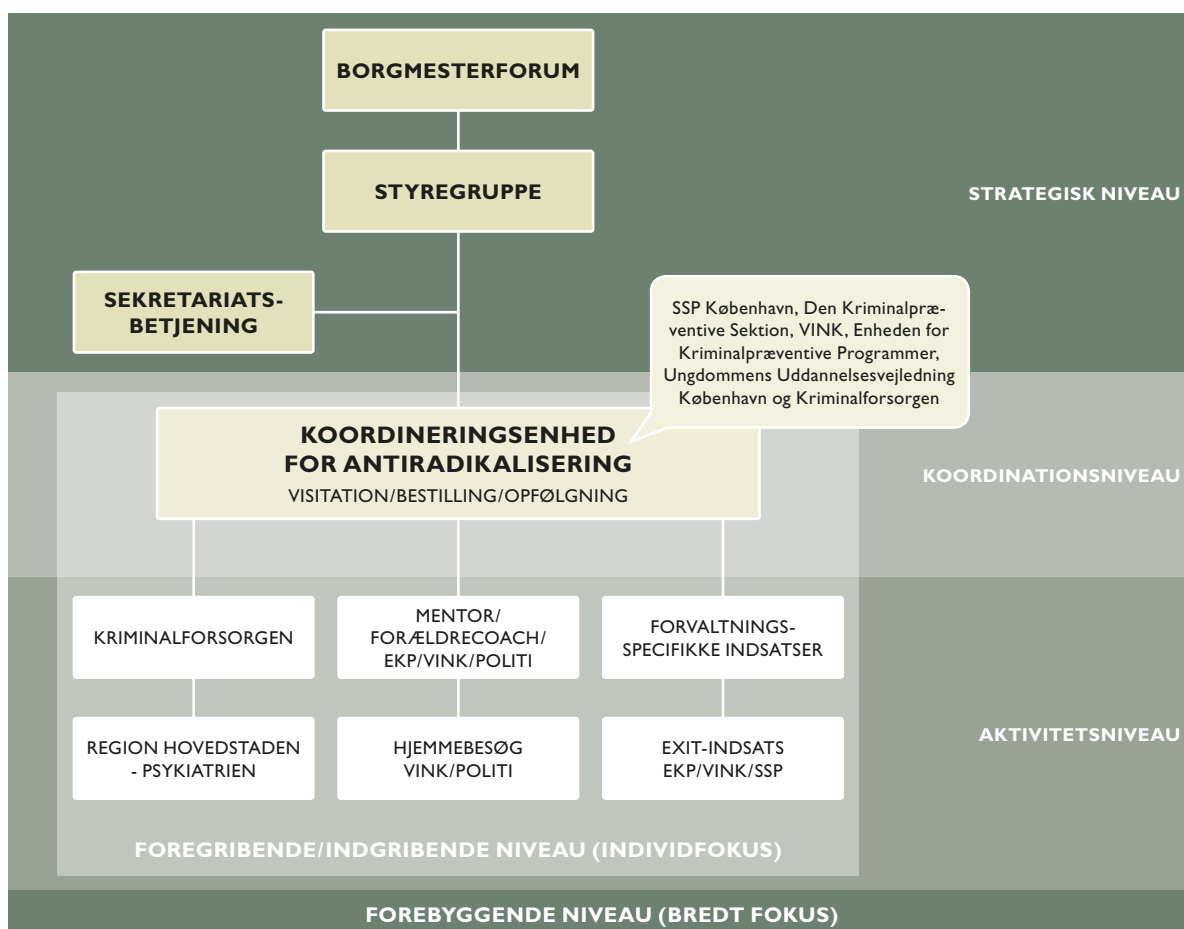 BORGMESTERFORUM
STYREGRUPPE
STRATEGISK NIVEAU
SEKRETARIATS-
BETJENING
SSP København, Den Kriminalpræ-
ventive Sektion, VINK, Enheden for
Kriminalpræventive Programmer,
Ungdommens Uddannelsesvejledning
København og Kriminalforsorgen
KOORDINERINGSENHED
FOR ANTIRADIKALISERING
VISITATION/BESTILLING/OPFØLGNING
KOORDINATIONSNIVEAU
KRIMINALFORSORGEN
MENTOR/
FORÆLDRECOACH/
EKP/VINK/POLITI
FORVALTNINGS-
SPECIFIKKE INDSATSER
REGION HOVEDSTADEN
- PSYKIATRIEN
HJEMMEBESØG
VINK/POLITI
EXIT-INDSATS
EKP/VINK/SSP
AKTIVITETSNIVEAU
FOREGRIBENDE/INDGRIBENDE NIVEAU (INDIVIDFOKUS)
FOREBYGGENDE NIVEAU (BREDT FOKUS)